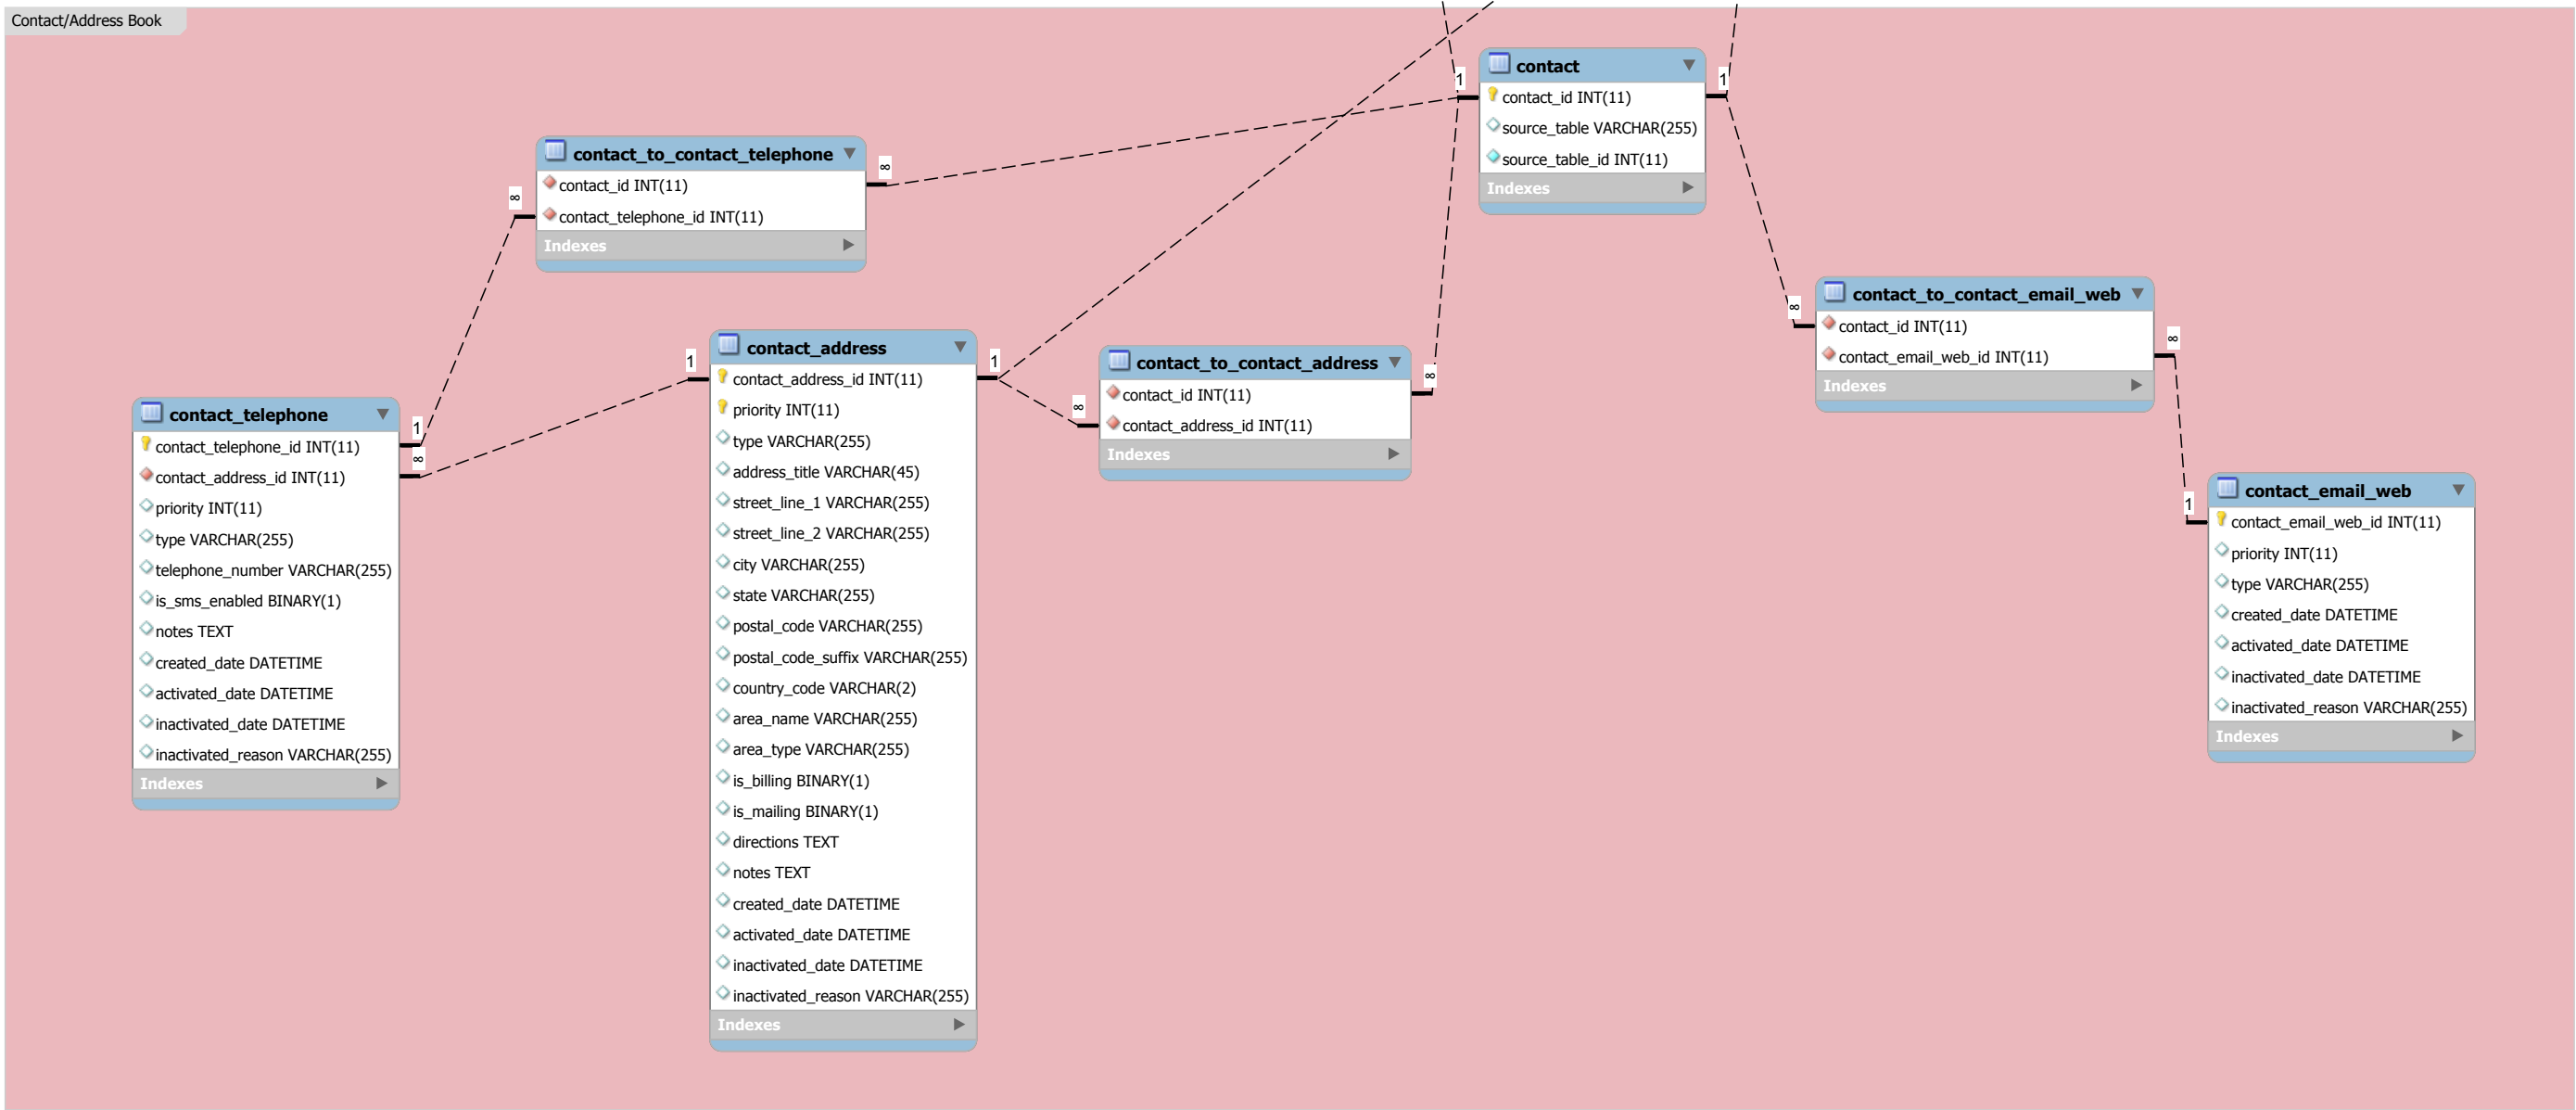 Contact/Address Book
contact
contact_id INT(11)
source_table VARCHAR(255)
source_table_id INT(11)
Indexes
1
1
contact_to_contact_telephone
contact_id INT(11)
contact_telephone_id INT(11)
Indexes
∞
∞
contact_to_contact_email_web
contact_id INT(11)
contact_email_web_id INT(11)
Indexes
∞
∞
contact_address
contact_address_id INT(11)
priority INT(11)
type VARCHAR(255)
address_title VARCHAR(45)
street_line_1 VARCHAR(255)
street_line_2 VARCHAR(255)
city VARCHAR(255)
state VARCHAR(255)
postal_code VARCHAR(255)
postal_code_suffix VARCHAR(255)
country_code VARCHAR(2)
area_name VARCHAR(255)
area_type VARCHAR(255)
is_billing BINARY(1)
is_mailing BINARY(1)
directions TEXT
notes TEXT
created_date DATETIME
activated_date DATETIME
inactivated_date DATETIME
inactivated_reason VARCHAR(255)
Indexes
1
1
contact_to_contact_address
contact_id INT(11)
contact_address_id INT(11)
Indexes
∞
∞
contact_telephone
contact_telephone_id INT(11)
contact_address_id INT(11)
priority INT(11)
type VARCHAR(255)
telephone_number VARCHAR(255)
is_sms_enabled BINARY(1)
notes TEXT
created_date DATETIME
activated_date DATETIME
inactivated_date DATETIME
inactivated_reason VARCHAR(255)
Indexes
1
∞
contact_email_web
contact_email_web_id INT(11)
priority INT(11)
type VARCHAR(255)
created_date DATETIME
activated_date DATETIME
inactivated_date DATETIME
inactivated_reason VARCHAR(255)
Indexes
1